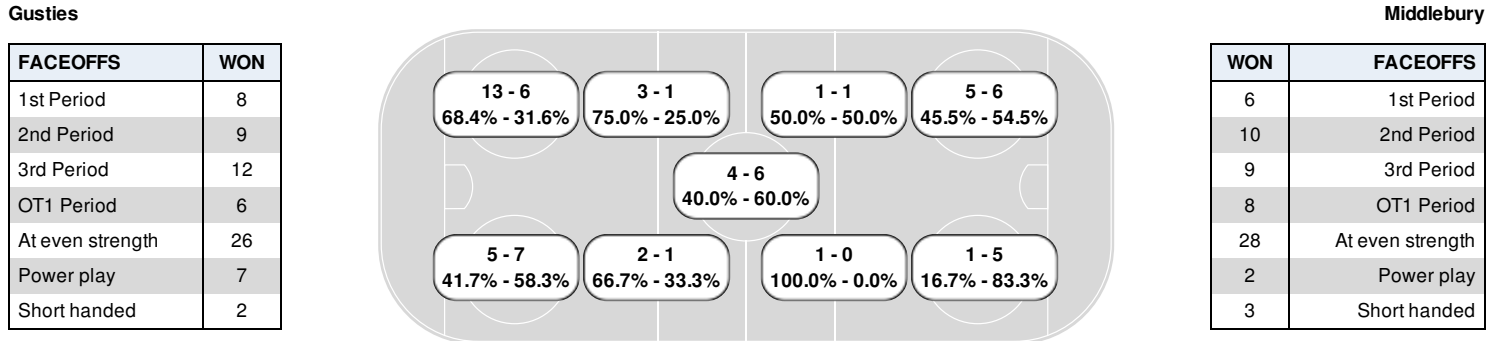 Gusties
Middlebury
FACEOFFS WON
1st Period 8
2nd Period 9
3rd Period 12
OT1 Period 6
At even strength 26
Power play 7
Short handed 2
13 - 6
68.4% - 31.6%
3 - 1
75.0% - 25.0%
1 - 1
50.0% - 50.0%
5 - 6
45.5% - 54.5%
4 - 6
40.0% - 60.0%
5 - 7
41.7% - 58.3%
2 - 1
66.7% - 33.3%
1 - 0
100.0% - 0.0%
1 - 5
16.7% - 83.3%
WON FACEOFFS
6 1st Period
10 2nd Period
9 3rd Period
8 OT1 Period
28 At even strength
2 Power play
3 Short handed